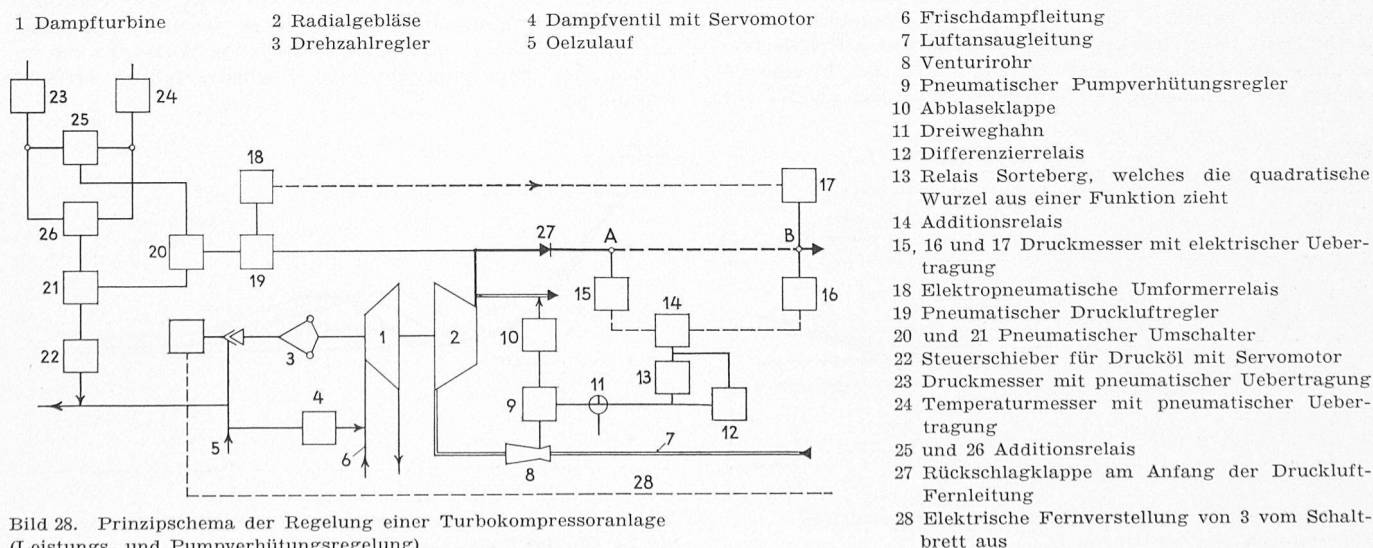 1 Dampfturbine
2 Radialgebläse
3 Drehzahlregler
4 Dampfventil mit Servomotor
5 Oelzulauf
6 Frischdampfleitung
7 Luftansaugleitung
8 Venturirohr
9 Pneumatischer Pumpverhütungsregler
10 Abblaseklappe
11 Dreiweghahn
12 Differenzierrelais
13 Relais Sorteberg, welches die quadratische
Wurzel aus einer Funktion zieht
14 Additionsrelais
15, 16 und 17 Druckmesser mit elektrischer Ueber-
tragung
18 Elektropneumatische Umformerrelais
19 Pneumatischer Druckluftregler
20 und 21 Pneumatischer Umschalter
22 Steuerschieber für Drucköl mit Servomotor
23 Druckmesser mit pneumatischer Uebertragung
24 Temperaturmesser mit pneumatischer Ueber-
tragung
25 und 26 Additionsrelais
27 Rückschlagklappe am Anfang der Druckluft-
Fernleitung
28 Elektrische Fernverstellung von 3 vom Schalt-
brett aus
23
24
25
18
17
26
27
A
B
20
19
21
15
14
16
1
2
10
3
22
13
4
11
9
12
5
6
8
7
28
Bild 28. Prinzipschema der Regelung einer Turbokompressoranlage
(Leistungs- und Pumpverhütungsregelung)